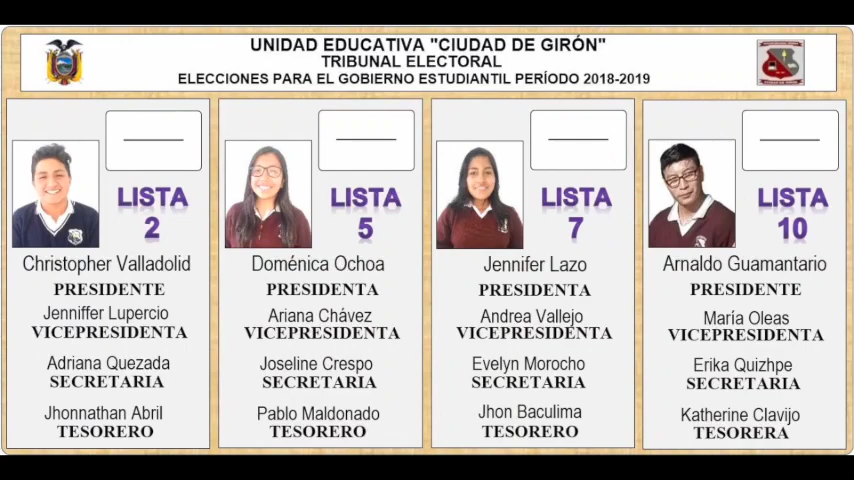 UNIDAD EDUCATIVA "CIUDAD DE GIRÓN"
TRIBUNAL ELECTORAL
ELECCIONES PARA EL GOBIERNO ESTUDIANTIL PERÍODO 2018-2019
LISTA
2
Christopher Valladolid
PRESIDENTE
Jenniffer Lupercio
VICEPRESIDENTA
Adriana Quezada
SECRETARIA
Jhonnathan Abril
TESORERO
LISTA
5
Doménica Ochoa
PRESIDENTA
Ariana Chávez
VICEPRESIDENTA
Joseline Crespo
SECRETARIA
Pablo Maldonado
TESORERO
LISTA
7
Jennifer Lazo
PRESIDENTA
Andrea Vallejo
VICEPRESIDENTA
Evelyn Morocho
SECRETARIA
Jhon Baculima
TESORERO
LISTA
10
Arnaldo Guamantario
PRESIDENTE
María Oleas
VICEPRESIDENTA
Erika Quizhpe
SECRETARIA
Katherine Clavijo
TESORERA